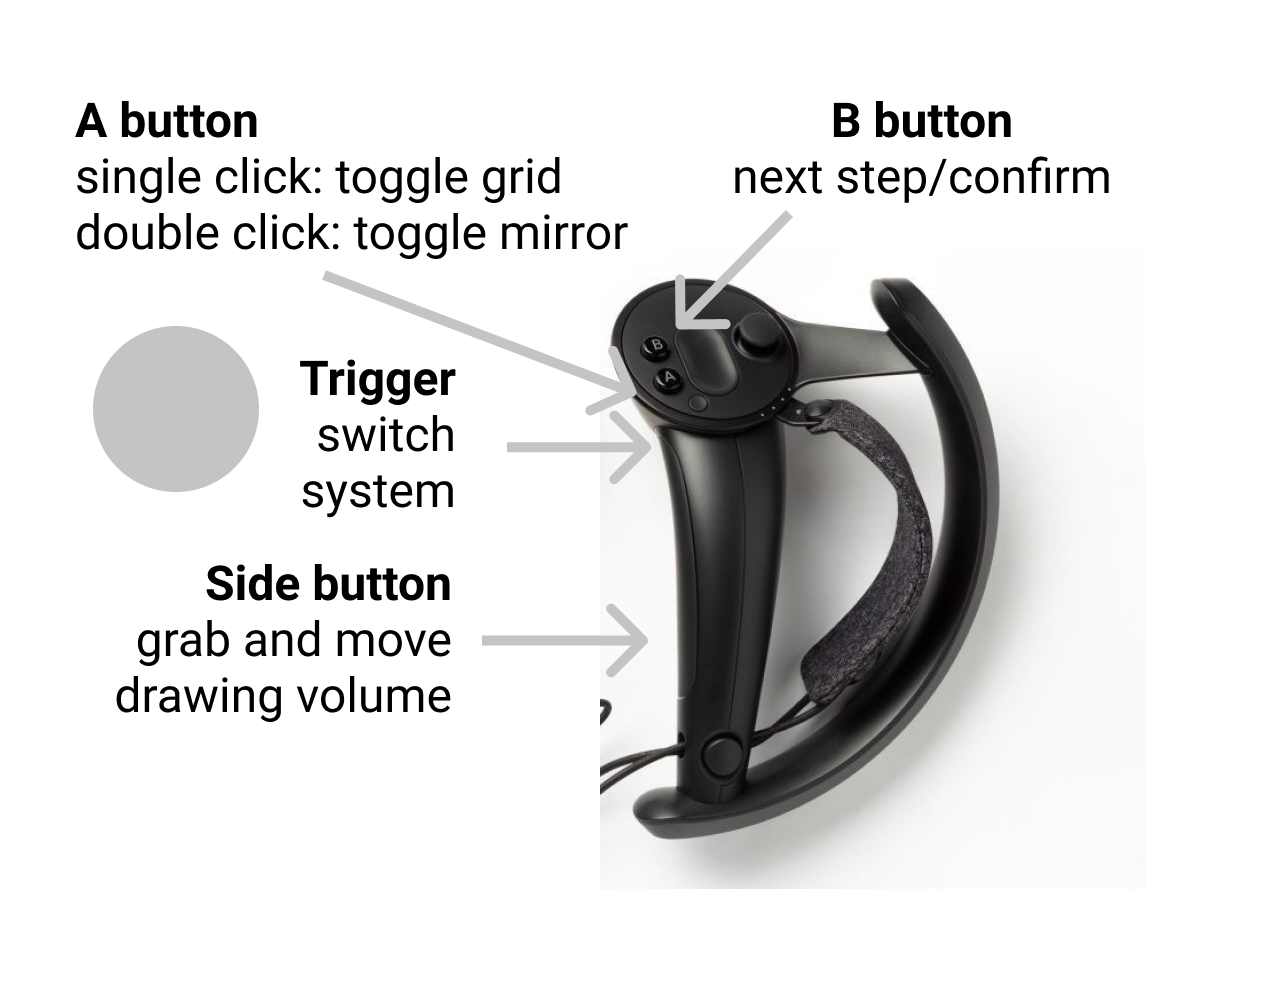 A button
single click: toggle grid
double click: toggle mirror
B button
next step/confirm
B
A
Trigger
switch
system
Side button
grab and move
drawing volume